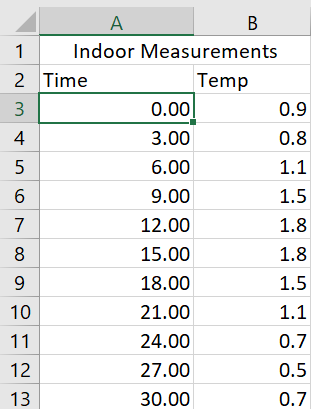 A B
1 Indoor Measurements
2 Time Temp
3 0.00 0.9
4 3.00 0.8
5 6.00 1.1
6 9.00 1.5
7 12.00 1.8
8 15.00 1.8
9 18.00 1.5
10 21.00 1.1
11 24.00 0.7
12 27.00 0.5
13 30.00 0.7